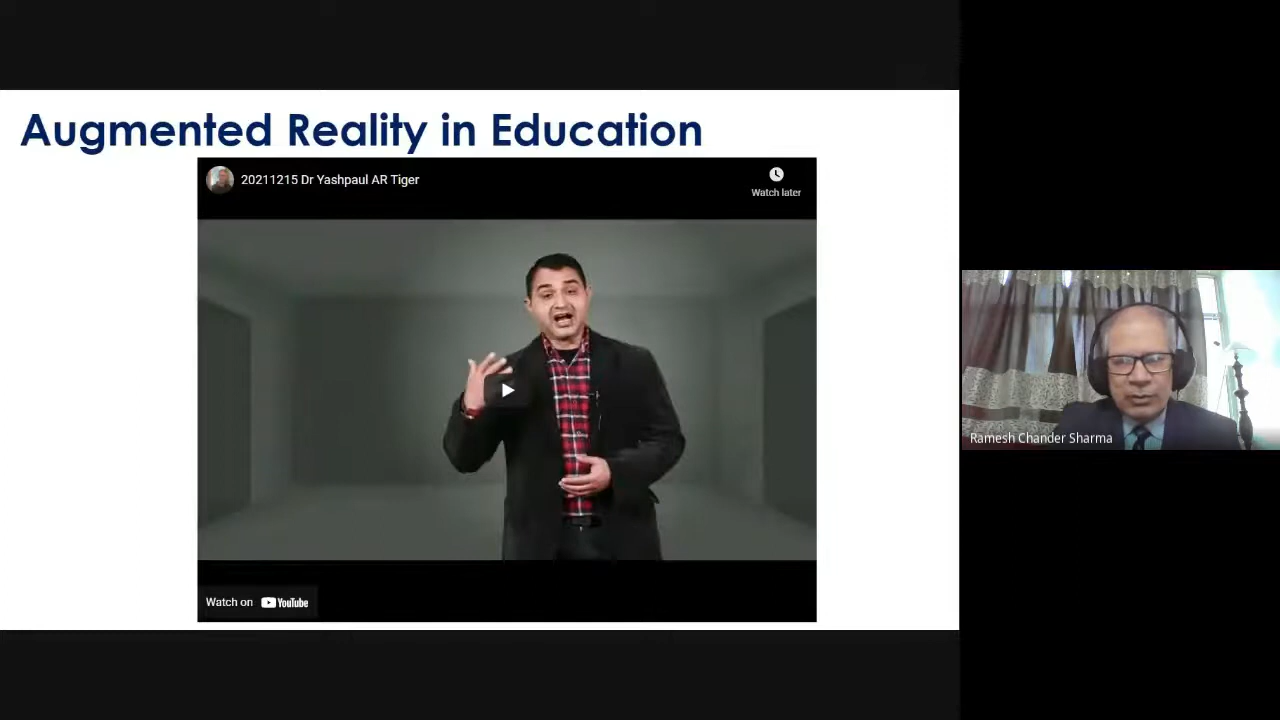 Augmented Reality in Education
20211215 Dr Yashpaul AR Tiger
Watch later
Watch on YouTube
Ramesh Chander Sharma